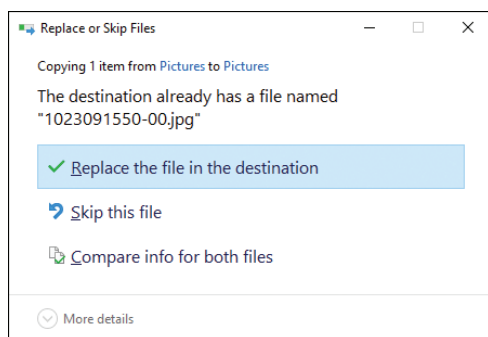 Replace or Skip Files
Copying 1 item from Pictures to Pictures
The destination already has a file named
"1023091550-00.jpg"
Replace the file in the destination
Skip this file
Compare info for both files
More details